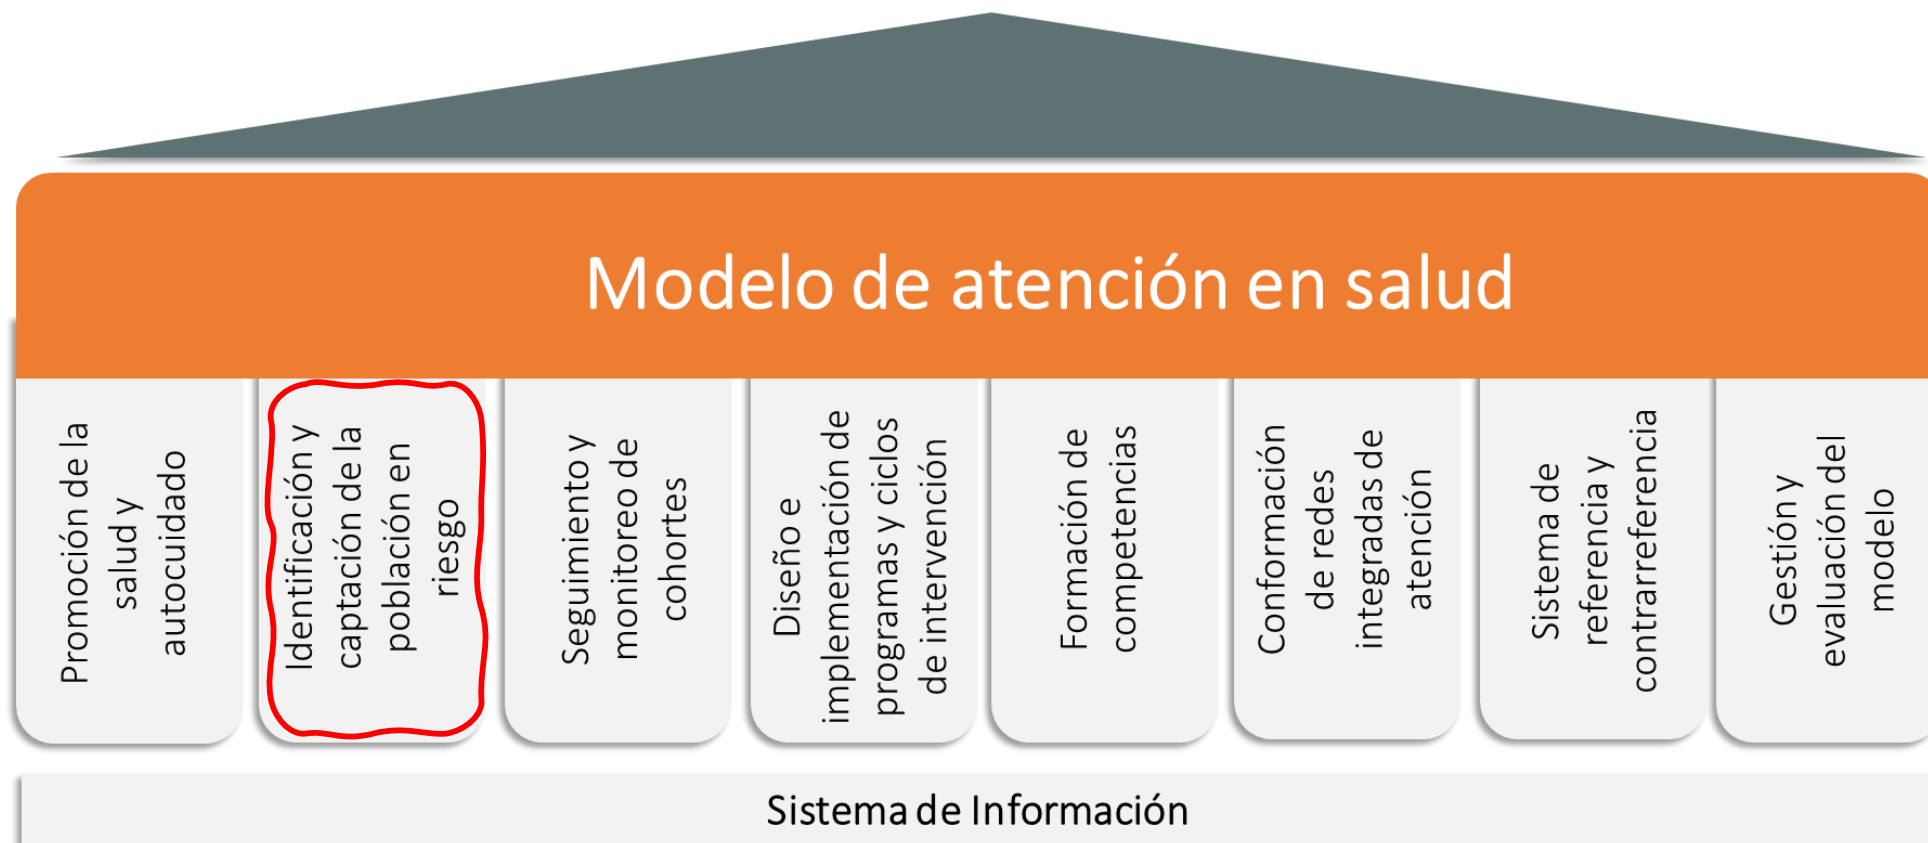 Modelo de atención en salud
Promoción de la
salud y
autocuidado
Identificación y
captación de la
población en
riesgo
Seguimiento y
monitoreo de
cohortes
Diseño e
implementación de
programas y ciclos
de intervención
Formación de
competencias
Conformación
de redes
integradas de
atención
Sistema de
referencia y
contrarreferencia
Gestión y
evaluación del
modelo
Sistema de Información